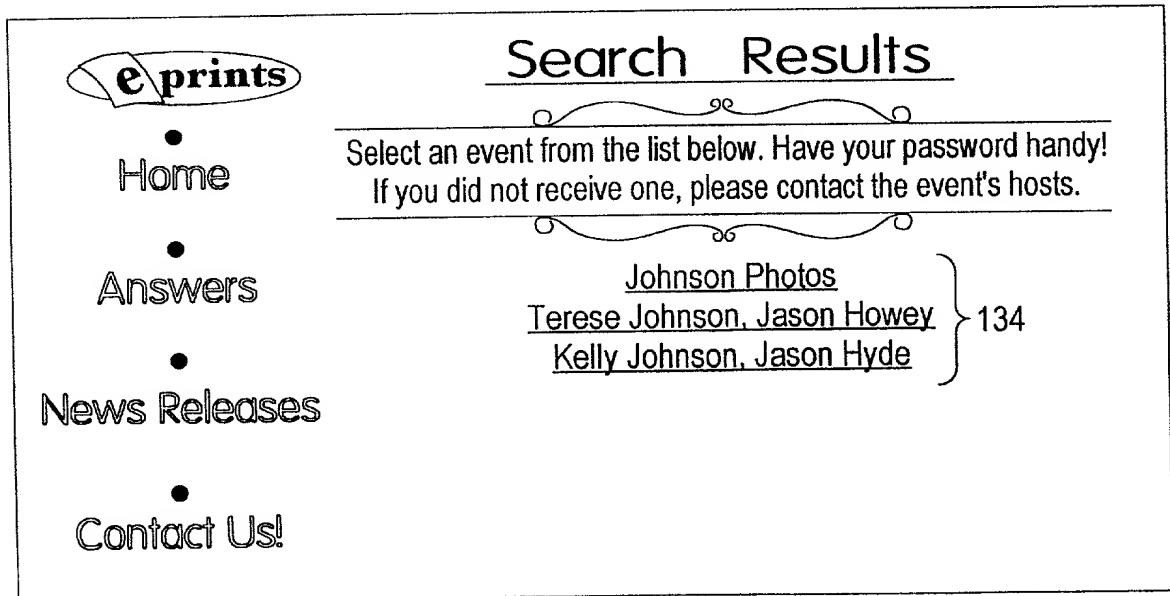 e prints
Home
Answers
News Releases
Contact Us!
Search Results
Select an event from the list below. Have your password handy!
If you did not receive one, please contact the event's hosts.
Johnson Photos
Terese Johnson, Jason Howey
Kelly Johnson, Jason Hyde
134